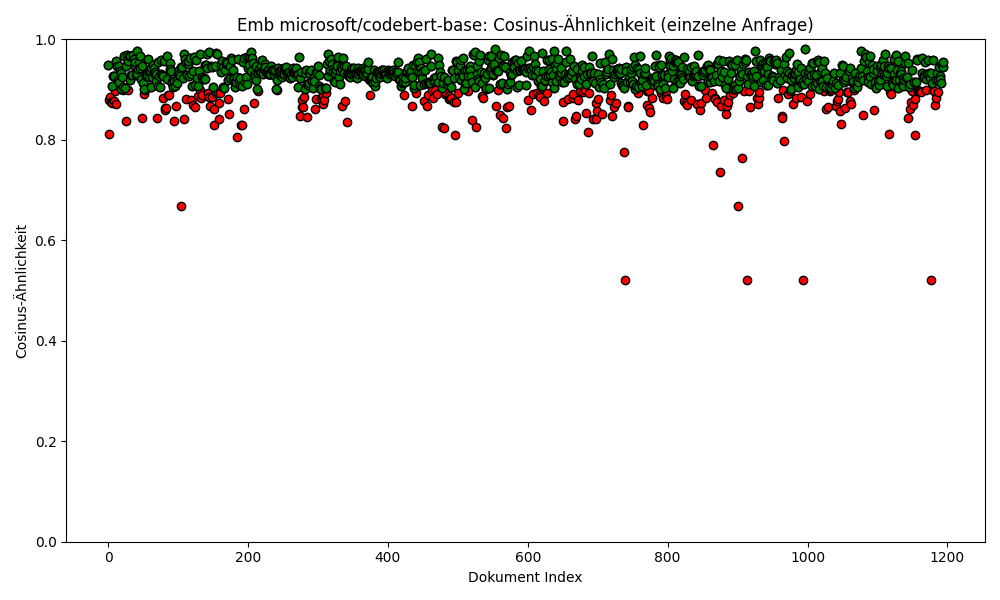 Emb microsoft/codebert-base: Cosinus-Ähnlichkeit (einzelne Anfrage)
1.0
0.8
0.6
0.4
0.2
0.0
Cosinus-Ähnlichkeit
0 200 400 600 800 1000 1200
Dokument Index